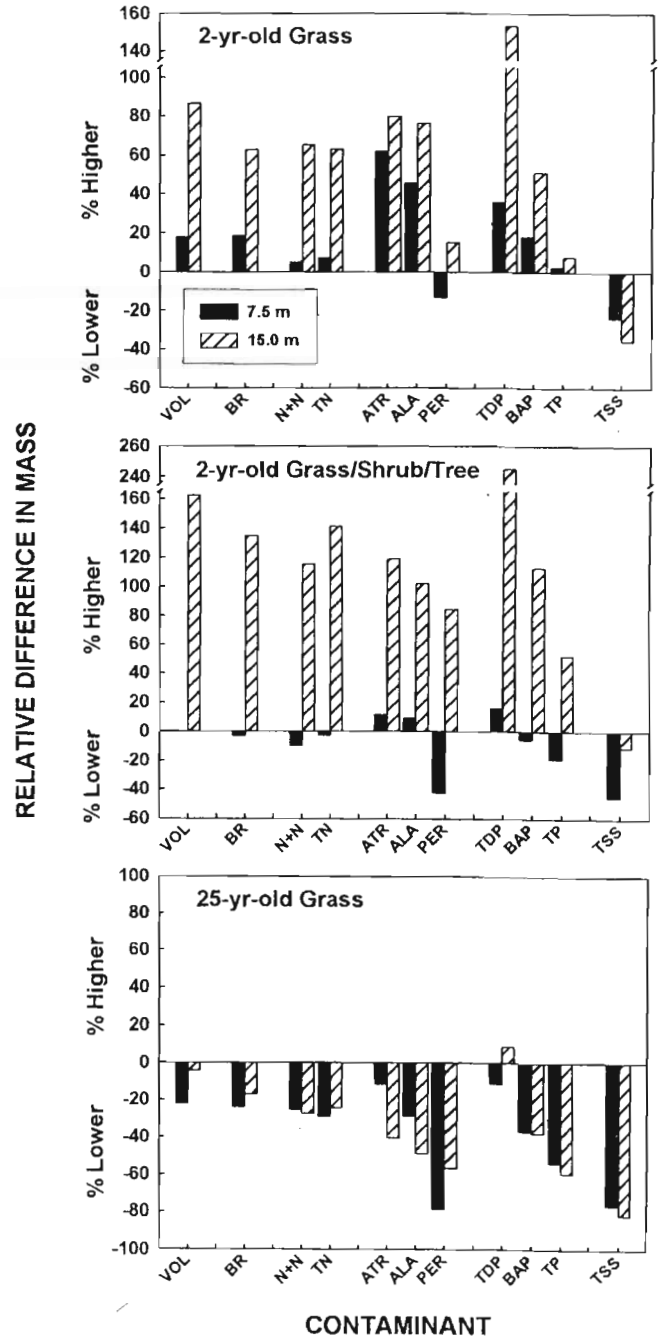 RELATIVE DIFFERENCE IN MASS
2-yr-old Grass
% Higher
% Lower
160
140
100
80
60
40
20
0
-20
-40
-60
7.5 m
15.0 m
VOL BR N+N TN ATR ALA PER TDP BAP TP TSS
2-yr-old Grass/Shrub/Tree
% Higher
% Lower
260
240
160
140
120
100
80
60
40
20
0
-20
-40
-60
VOL BR N+N TN ATR ALA PER TDP BAP TP TSS
25-yr-old Grass
% Higher
% Lower
100
80
60
40
20
0
-20
-40
-60
-80
-100
VOL BR N+N TN ATR ALA PER TDP BAP TP TSS
CONTAMINANT